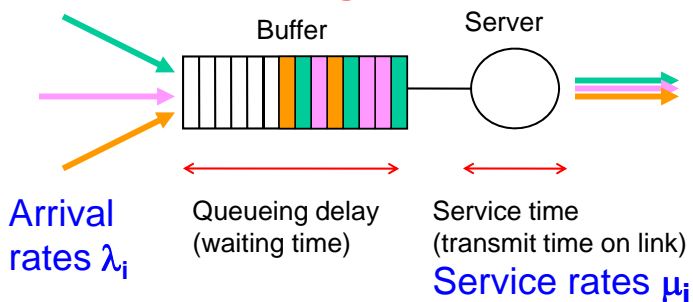 Buffer
Server
Arrival
rates λi
Queueing delay
(waiting time)
Service time
(transmit time on link)
Service rates μi